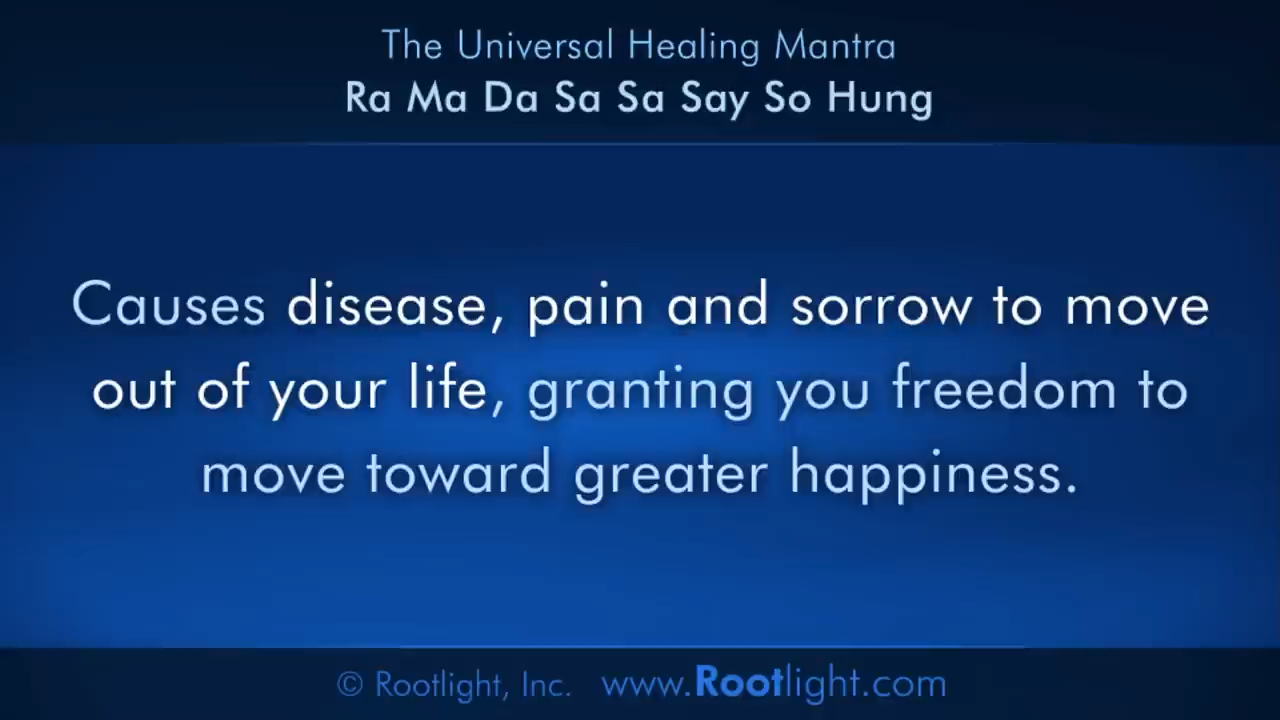 The Universal Healing Mantra
Ra Ma Da Sa Sa Say So Hung
Causes disease, pain and sorrow to move
out of your life, granting you freedom to
move toward greater happiness.
© Rootlight, Inc. www.Rootlight.com